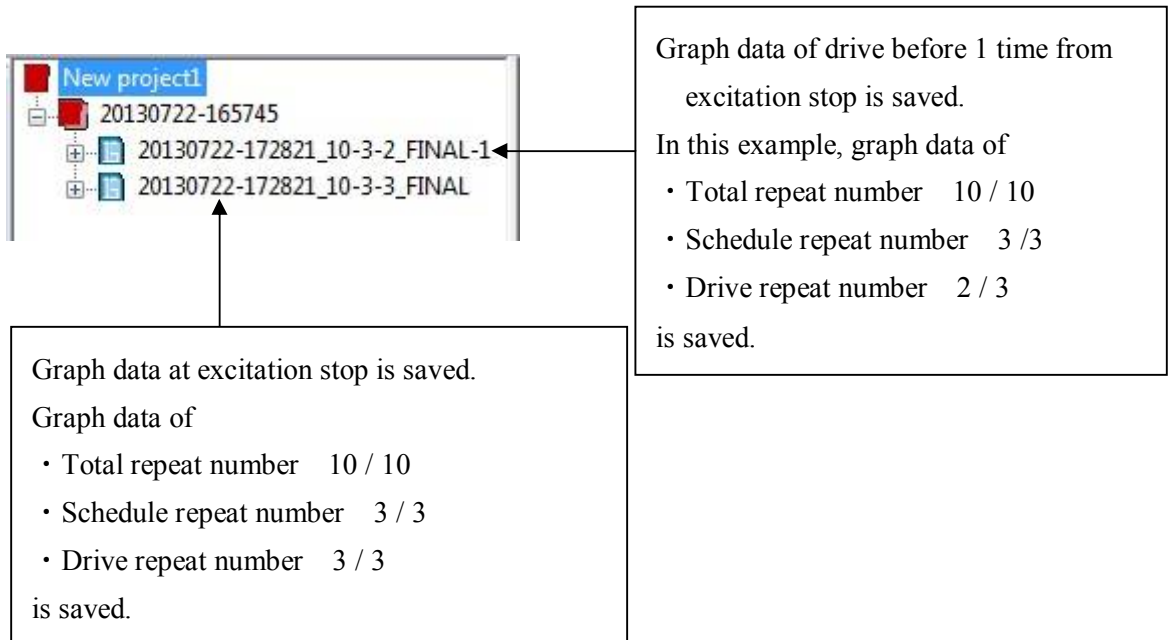 New project1
20130722-165745
20130722-172821_10-3-2_FINAL-1
20130722-172821_10-3-3_FINAL
Graph data of drive before 1 time from
excitation stop is saved.
In this example, graph data of
・Total repeat number 10 / 10
・Schedule repeat number 3 /3
・Drive repeat number 2 / 3
is saved.
Graph data at excitation stop is saved.
Graph data of
・Total repeat number 10 / 10
・Schedule repeat number 3 / 3
・Drive repeat number 3 / 3
is saved.